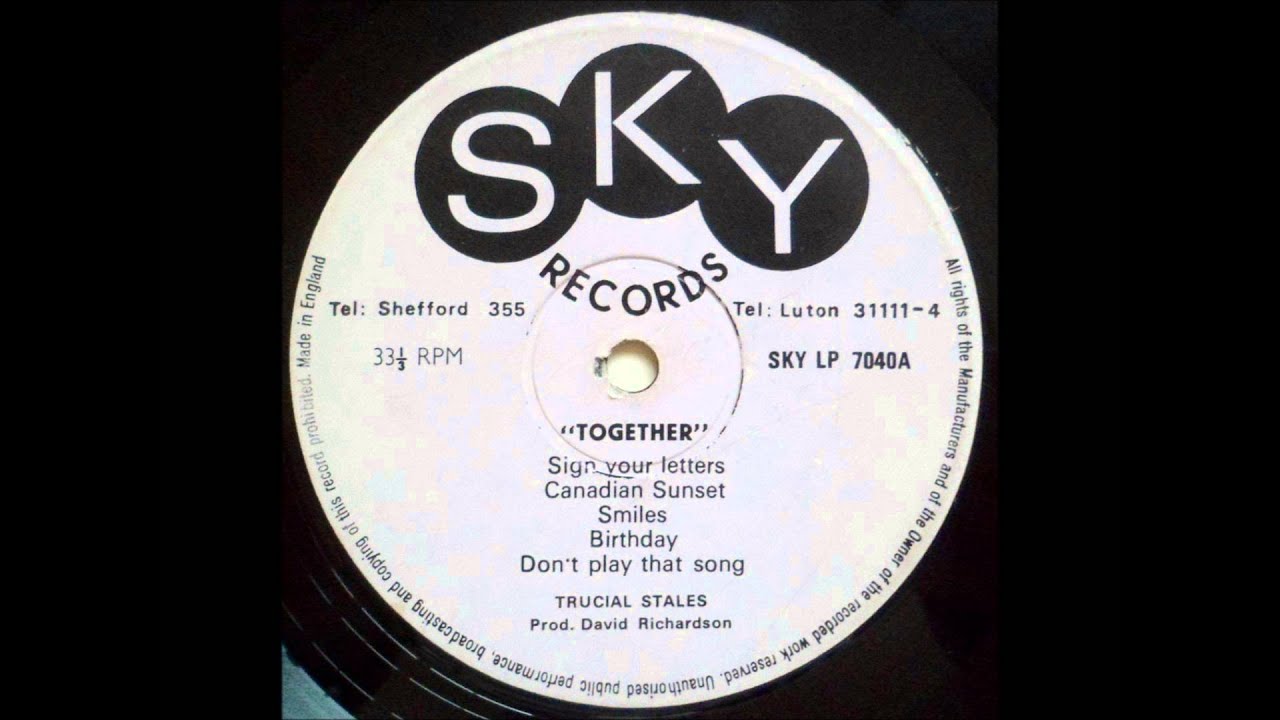 SKY
RECORDS
Tel: Shefford 355
Tel: Luton 31111-4
33⅓ RPM
SKY LP 7040A
"TOGETHER"
Sign your letters
Canadian Sunset
Smiles
Birthday
Don't play that song
TRUCIAL STALES
Prod. David Richardson
All rights of the Manufacturers and of the Owner of the recorded work reserved. Unauthorised public performance, broadcasting and copying of this record prohibited. Made in England